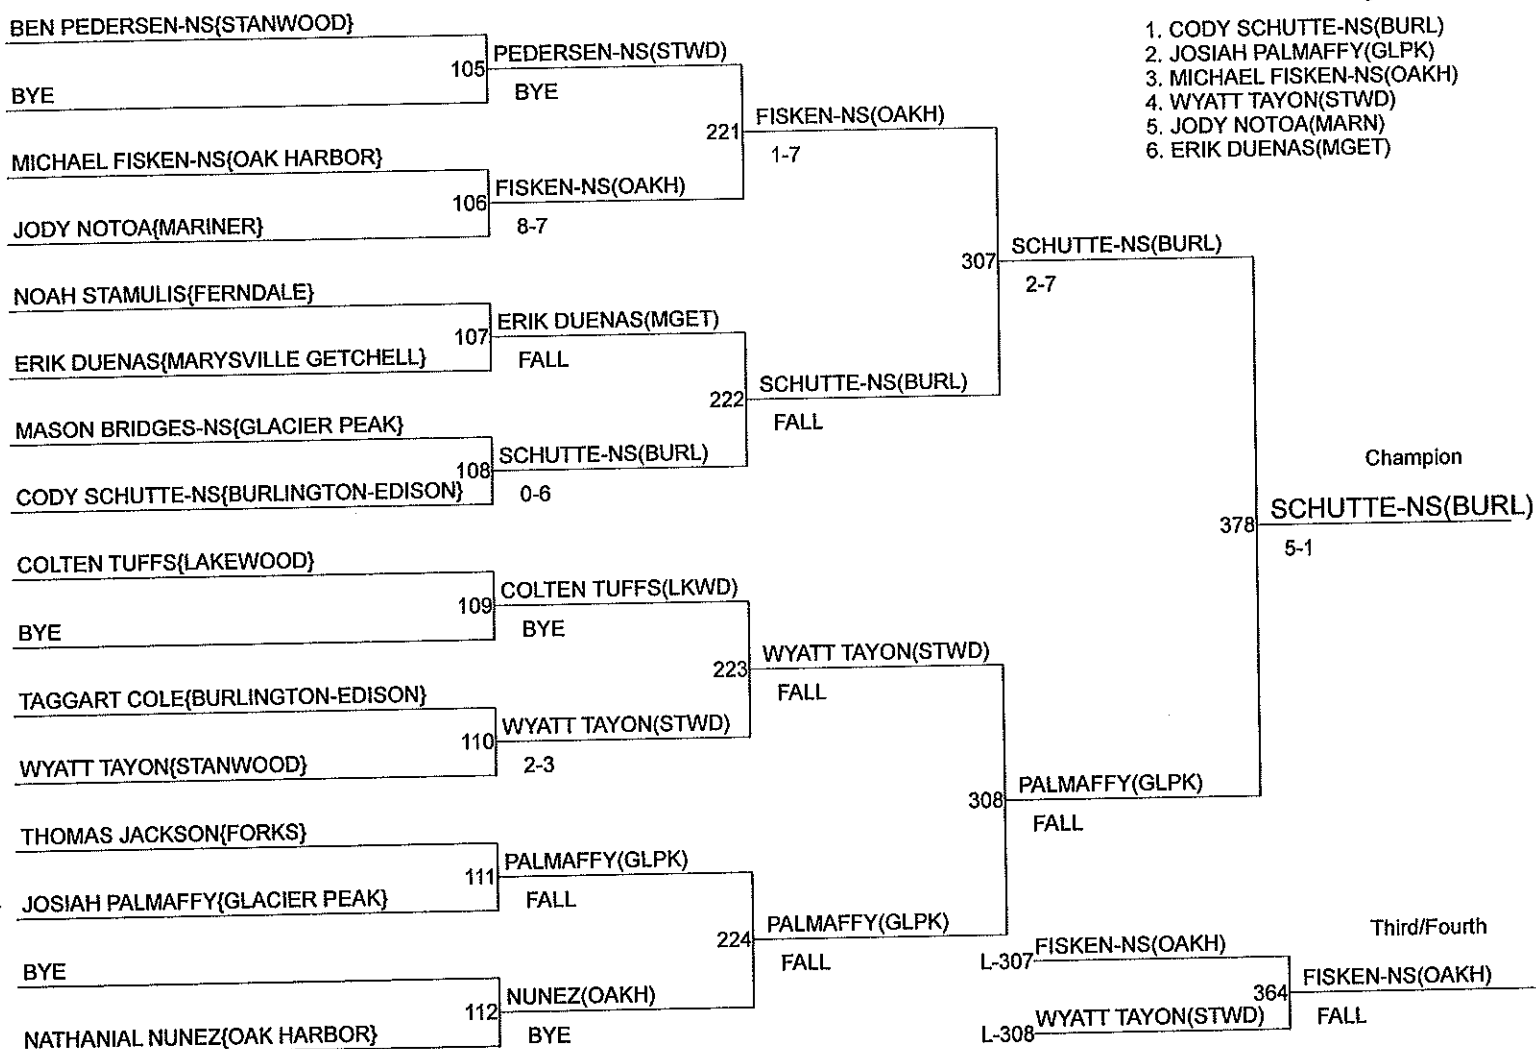 1. CODY SCHUTTE-NS(BURL)
2. JOSIAH PALMAFFY(GLPK)
3. MICHAEL FISKEN-NS(OAKH)
4. WYATT TAYON(STWD)
5. JODY NOTOA(MARN)
6. ERIK DUENAS(MGET)
BEN PEDERSEN-NS{STANWOOD}
BYE
105
PEDERSEN-NS(STWD)
BYE
MICHAEL FISKEN-NS{OAK HARBOR}
JODY NOTOA{MARINER}
106
FISKEN-NS(OAKH)
8-7
221
FISKEN-NS(OAKH)
1-7
NOAH STAMULIS{FERNDALE}
ERIK DUENAS{MARYSVILLE GETCHELL}
107
ERIK DUENAS(MGET)
FALL
MASON BRIDGES-NS{GLACIER PEAK}
CODY SCHUTTE-NS{BURLINGTON-EDISON}
108
SCHUTTE-NS(BURL)
0-6
222
SCHUTTE-NS(BURL)
FALL
307
SCHUTTE-NS(BURL)
2-7
COLTEN TUFFS{LAKEWOOD}
BYE
109
COLTEN TUFFS(LKWD)
BYE
TAGGART COLE{BURLINGTON-EDISON}
WYATT TAYON{STANWOOD}
110
WYATT TAYON(STWD)
2-3
223
WYATT TAYON(STWD)
FALL
THOMAS JACKSON{FORKS}
JOSIAH PALMAFFY{GLACIER PEAK}
111
PALMAFFY(GLPK)
FALL
BYE
NATHANIAL NUNEZ{OAK HARBOR}
112
NUNEZ(OAKH)
BYE
224
PALMAFFY(GLPK)
FALL
308
PALMAFFY(GLPK)
FALL
Champion
378
SCHUTTE-NS(BURL)
5-1
Third/Fourth
L-307
FISKEN-NS(OAKH)
L-308
WYATT TAYON(STWD)
364
FISKEN-NS(OAKH)
FALL